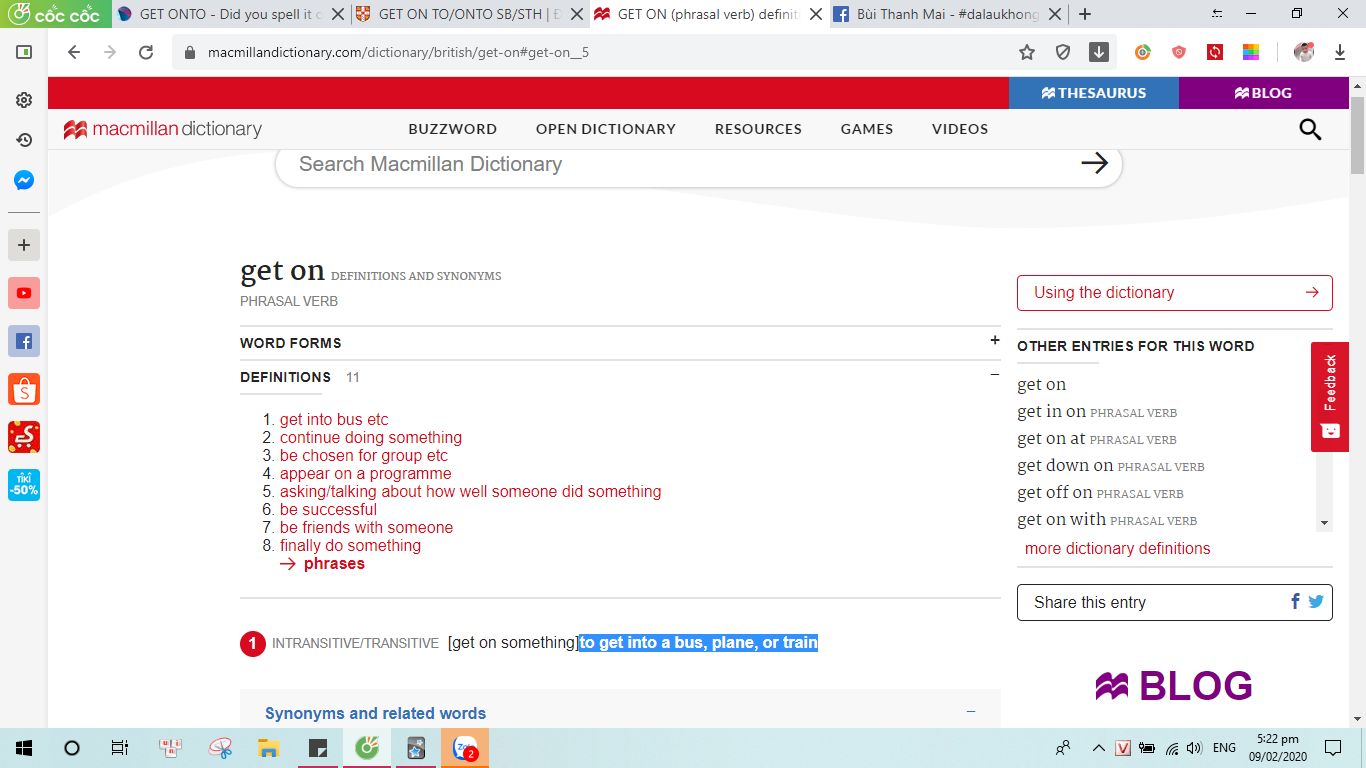 CỐC CỐC
GET ONTO - Did you spell it c
GET ON TO/ONTO SB/STH | Đ
GET ON (phrasal verb) definiti
Bùi Thanh Mai - #dalaukhong
macmillandictionary.com/dictionary/british/get-on#get-on__5
THESAURUS
BLOG
macmillan dictionary
BUZZWORD
OPEN DICTIONARY
RESOURCES
GAMES
VIDEOS
Search Macmillan Dictionary
get on DEFINITIONS AND SYNONYMS
PHRASAL VERB
WORD FORMS +
DEFINITIONS 11 –
1. get into bus etc
2. continue doing something
3. be chosen for group etc
4. appear on a programme
5. asking/talking about how well someone did something
6. be successful
7. be friends with someone
8. finally do something
→ phrases
1 INTRANSITIVE/TRANSITIVE [get on something]to get into a bus, plane, or train
Synonyms and related words –
Using the dictionary →
OTHER ENTRIES FOR THIS WORD
get on
get in on PHRASAL VERB
get on at PHRASAL VERB
get down on PHRASAL VERB
get off on PHRASAL VERB
get on with PHRASAL VERB
more dictionary definitions
Share this entry
BLOG
Feedback
TIKI
-50%
2
V
ENG
5:22 pm
09/02/2020